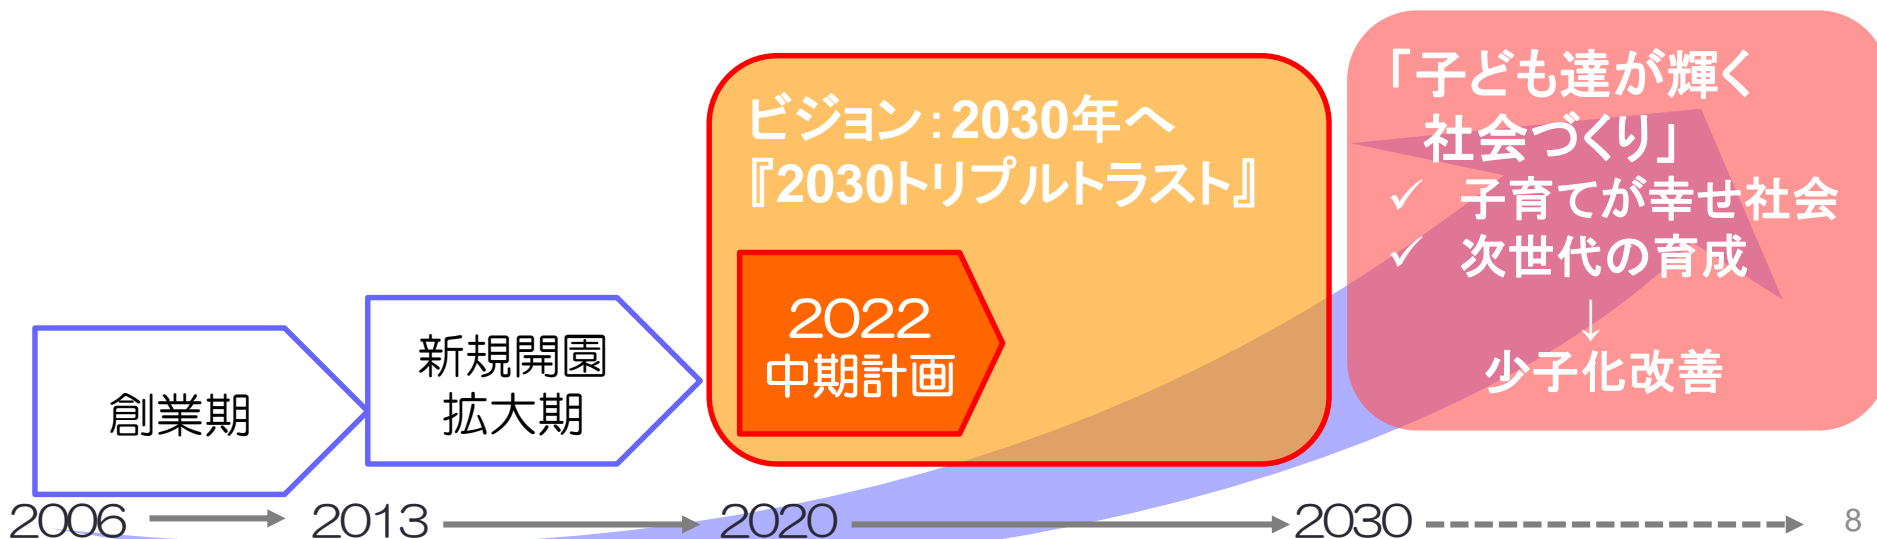 「子ども達が輝く
社会づくり」
✓ 子育てが幸せ社会
✓ 次世代の育成
↓
少子化改善
ビジョン：2030年へ
『2030トリプルトラスト』
2022
中期計画
新規開園
拡大期
創業期
2006
2013
2020
2030
8